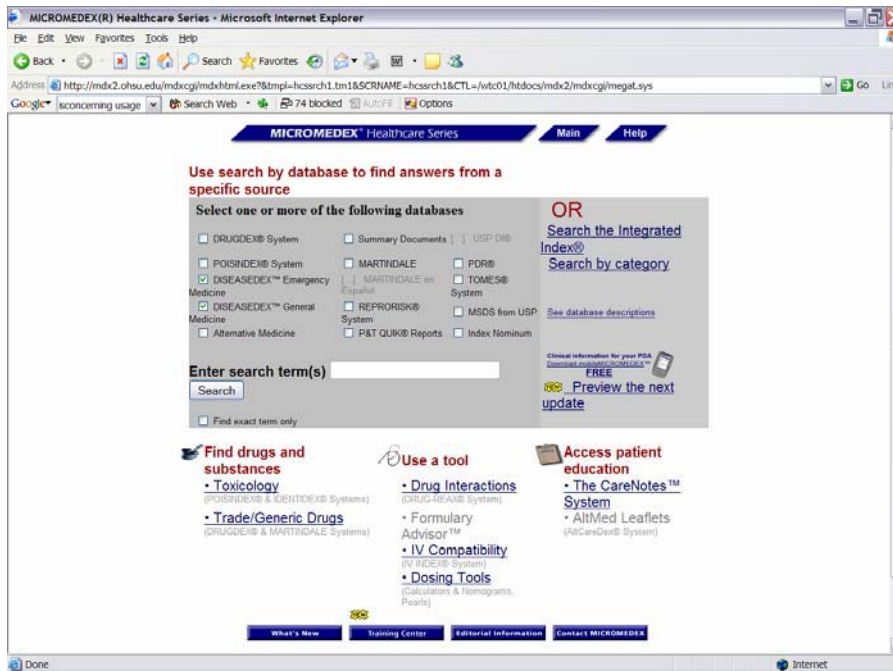 MICROMEDEX(R) Healthcare Series - Microsoft Internet Explorer
File Edit View Favorites Tools Help
Back Search Favorites
Address http://mdx2.ohsu.edu/mdxcgi/mdxhtml.exe?&tmpl=hcssrch1.tm1&SCRNAME=hcssrch1&CTL=/wtc01/htdocs/mdx2/mdxcgi/megat.sys Go
Google sconcerning usage Search Web 74 blocked AutoFill Options
MICROMEDEX® Healthcare Series Main Help
Use search by database to find answers from a
specific source
Select one or more of the following databases
DRUGDEX® System Summary Documents [ ] USP DI®
POISINDEX® System MARTINDALE PDR®
DISEASEDEX™ Emergency Medicine [ ] MARTINDALE en Español TOMES® System
DISEASEDEX™ General Medicine REPRORISK® System MSDS from USP
Alternative Medicine P&T QUIK® Reports Index Nominum
OR
Search the Integrated
Index®
Search by category
See database descriptions
Clinical information for your PDA
Download mobileMICROMEDEX™
FREE
Preview the next
update
Enter search term(s)
Search
Find exact term only
Find drugs and
substances
• Toxicology
(POISINDEX® & IDENTIDEX® Systems)
• Trade/Generic Drugs
(DRUGDEX® & MARTINDALE Systems)
Use a tool
• Drug Interactions
(DRUG-REAX® System)
• Formulary
Advisor™
• IV Compatibility
(IV INDEX® System)
• Dosing Tools
(Calculators & Nomograms,
Pearls)
Access patient
education
• The CareNotes™
System
• AltMed Leaflets
(AltCareDex® System)
What's New Training Center Editorial Information Contact MICROMEDEX
Done Internet